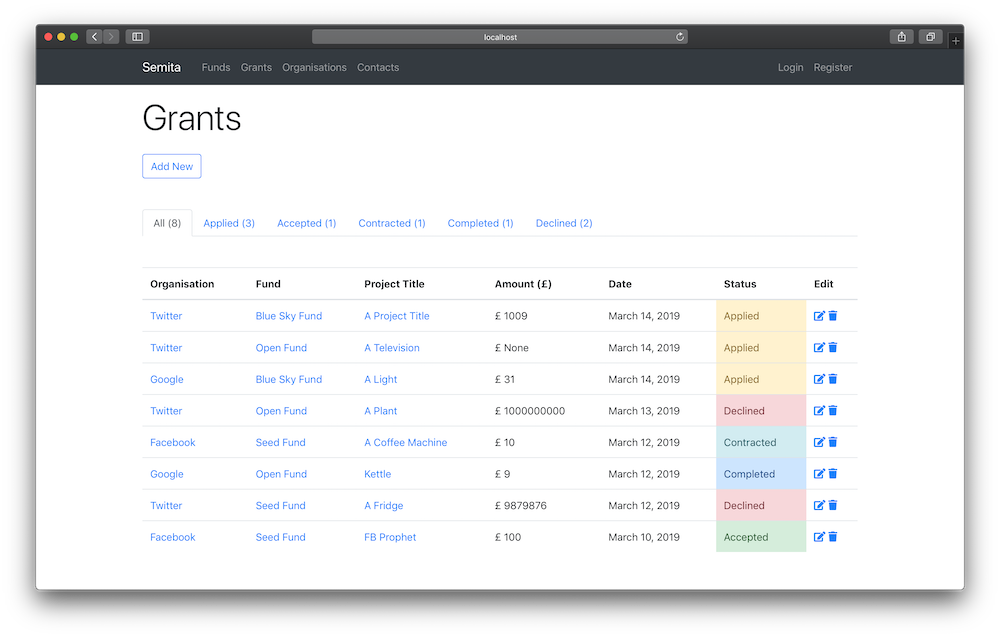 localhost
Semita Funds Grants Organisations Contacts Login Register
Grants
Add New
All (8) Applied (3) Accepted (1) Contracted (1) Completed (1) Declined (2)
Organisation Fund Project Title Amount (£) Date Status Edit
Twitter Blue Sky Fund A Project Title £ 1009 March 14, 2019 Applied
Twitter Open Fund A Television £ None March 14, 2019 Applied
Google Blue Sky Fund A Light £ 31 March 14, 2019 Applied
Twitter Open Fund A Plant £ 1000000000 March 13, 2019 Declined
Facebook Seed Fund A Coffee Machine £ 10 March 12, 2019 Contracted
Google Open Fund Kettle £ 9 March 12, 2019 Completed
Twitter Seed Fund A Fridge £ 9879876 March 12, 2019 Declined
Facebook Seed Fund FB Prophet £ 100 March 10, 2019 Accepted